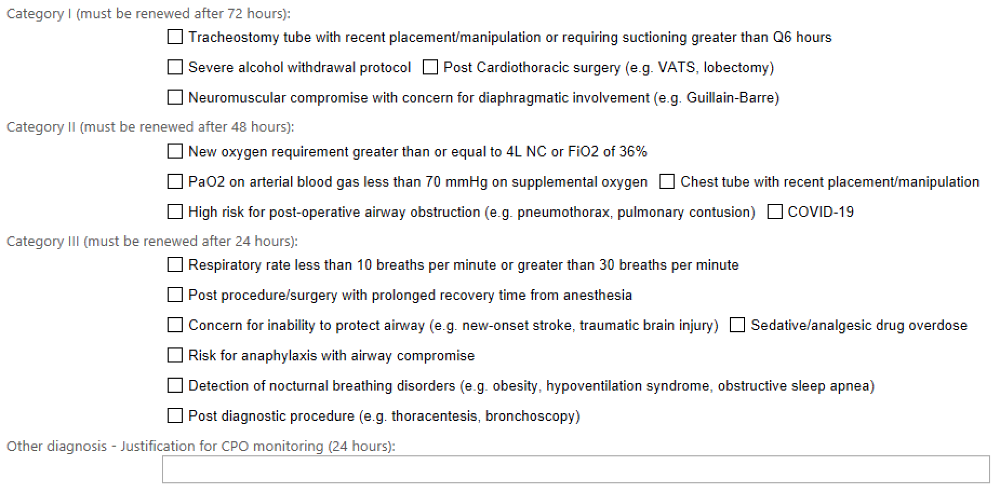 Category I (must be renewed after 72 hours):
Tracheostomy tube with recent placement/manipulation or requiring suctioning greater than Q6 hours
Severe alcohol withdrawal protocol Post Cardiothoracic surgery (e.g. VATS, lobectomy)
Neuromuscular compromise with concern for diaphragmatic involvement (e.g. Guillain-Barre)
Category II (must be renewed after 48 hours):
New oxygen requirement greater than or equal to 4L NC or FiO2 of 36%
PaO2 on arterial blood gas less than 70 mmHg on supplemental oxygen Chest tube with recent placement/manipulation
High risk for post-operative airway obstruction (e.g. pneumothorax, pulmonary contusion) COVID-19
Category III (must be renewed after 24 hours):
Respiratory rate less than 10 breaths per minute or greater than 30 breaths per minute
Post procedure/surgery with prolonged recovery time from anesthesia
Concern for inability to protect airway (e.g. new-onset stroke, traumatic brain injury) Sedative/analgesic drug overdose
Risk for anaphylaxis with airway compromise
Detection of nocturnal breathing disorders (e.g. obesity, hypoventilation syndrome, obstructive sleep apnea)
Post diagnostic procedure (e.g. thoracentesis, bronchoscopy)
Other diagnosis - Justification for CPO monitoring (24 hours):